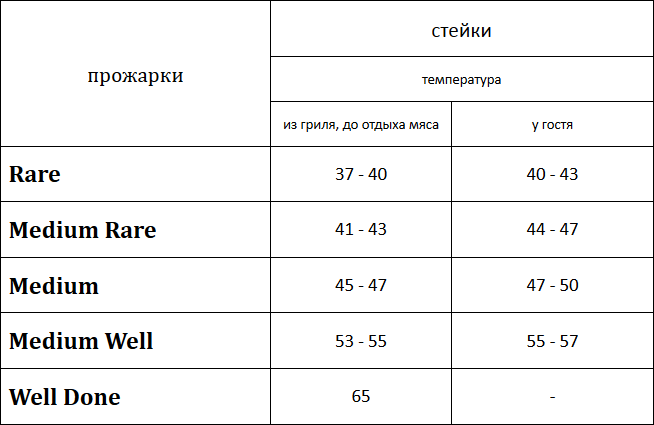 прожарки
стейки
температура
из гриля, до отдыха мяса
у гостя
Rare
37 - 40
40 - 43
Medium Rare
41 - 43
44 - 47
Medium
45 - 47
47 - 50
Medium Well
53 - 55
55 - 57
Well Done
65
-